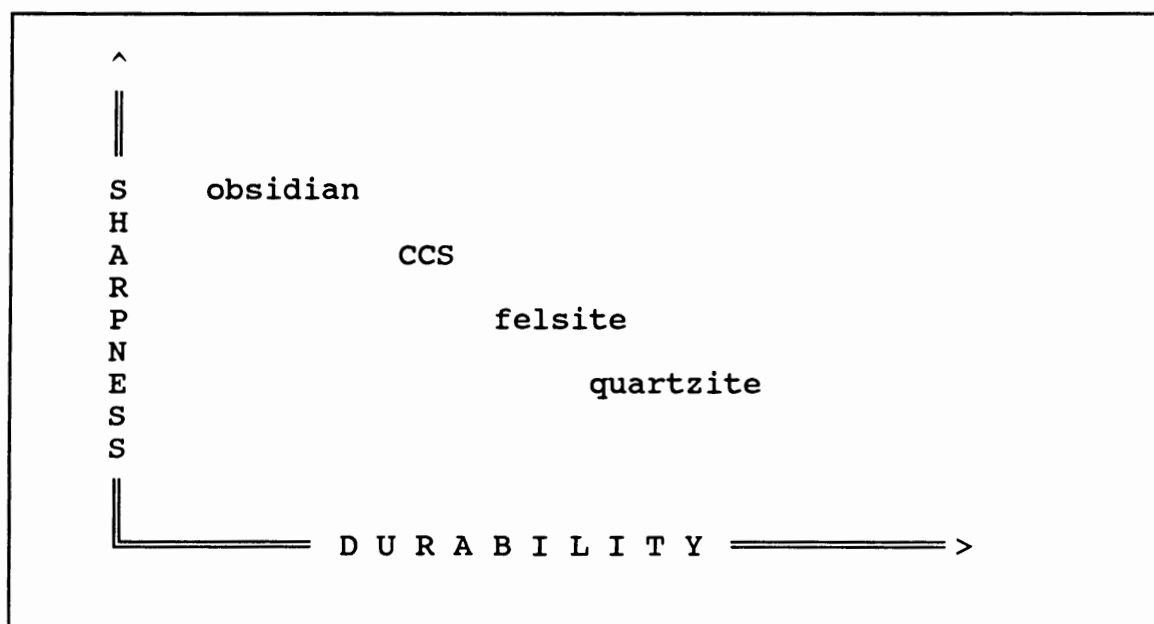 SHARPNESS
obsidian
CCS
felsite
quartzite
DURABILITY